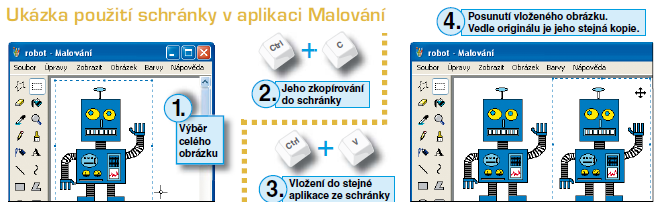 Ukázka použití schránky v aplikaci Malování
robot - Malování
Soubor Úpravy Zobrazit Obrázek Barvy Nápověda
A
1.
Výběr
celého
obrázku
Ctrl + C
2.
Jeho zkopírování
do schránky
Ctrl + V
3.
Vložení do stejné
aplikace ze schránky
4.
Posunutí vloženého obrázku.
Vedle originálu je jeho stejná kopie.
robot - Malování
Soubor Úpravy Zobrazit Obrázek Barvy Nápověda
A